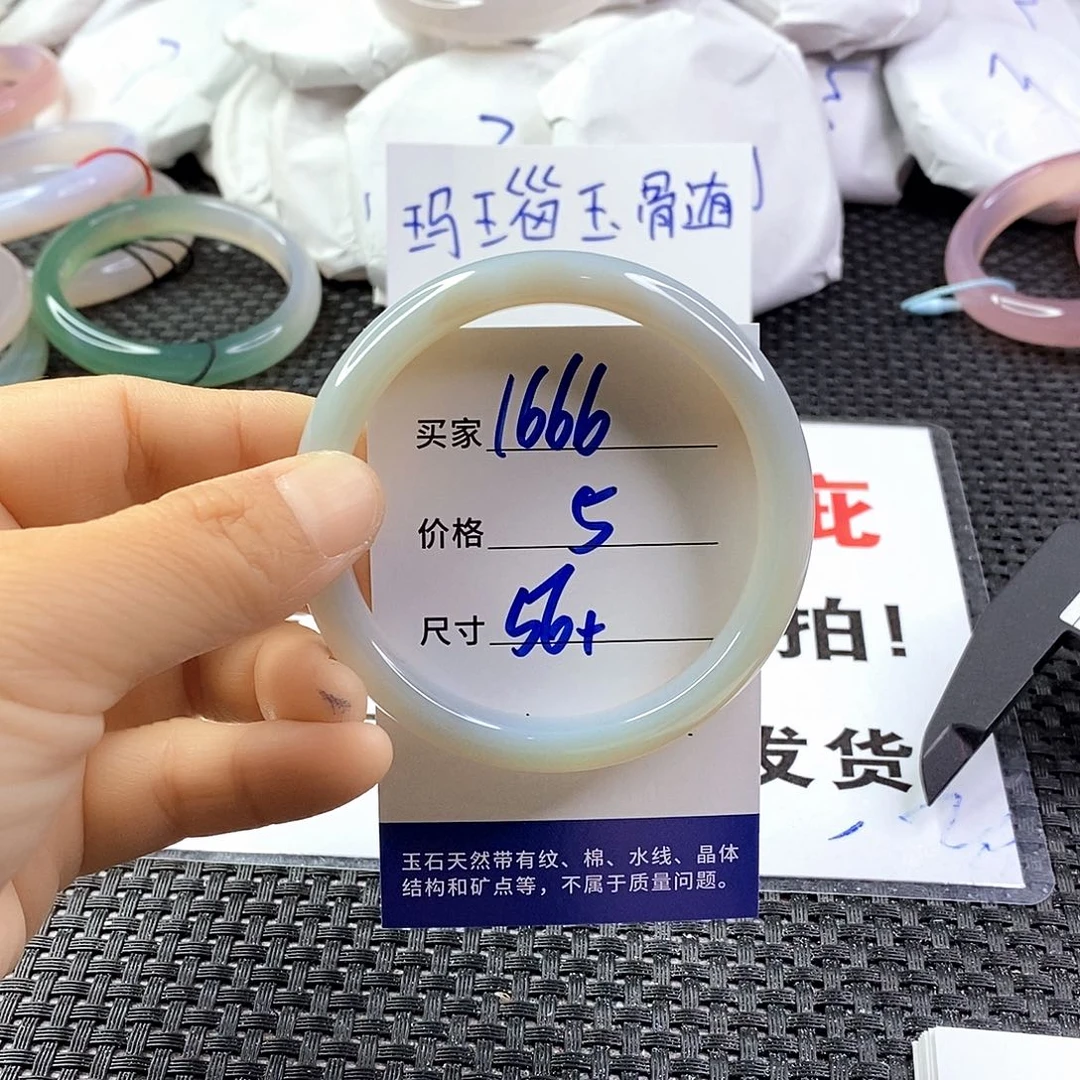 玛瑙玉骨髓
买家 1666
价格 5
尺寸 56+
疵
拍！
发货
玉石天然带有纹、棉、水线、晶体
结构和矿点等，不属于质量问题。